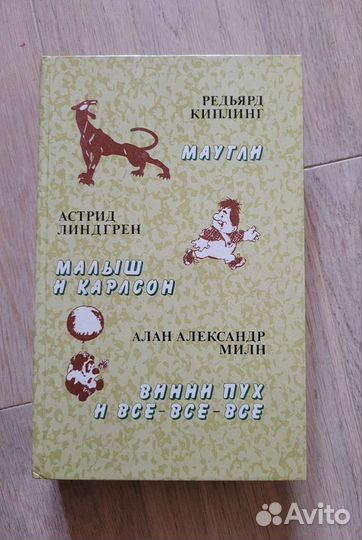 РЕДЬЯРД
КИПЛИНГ
МАУГЛИ
АСТРИД
ЛИНДГРЕН
МАЛЫШ
И КАРЛСОН
АЛАН АЛЕКСАНДР
МИЛН
ВИННИ ПУХ
И ВСЕ-ВСЕ-ВСЕ
Avito